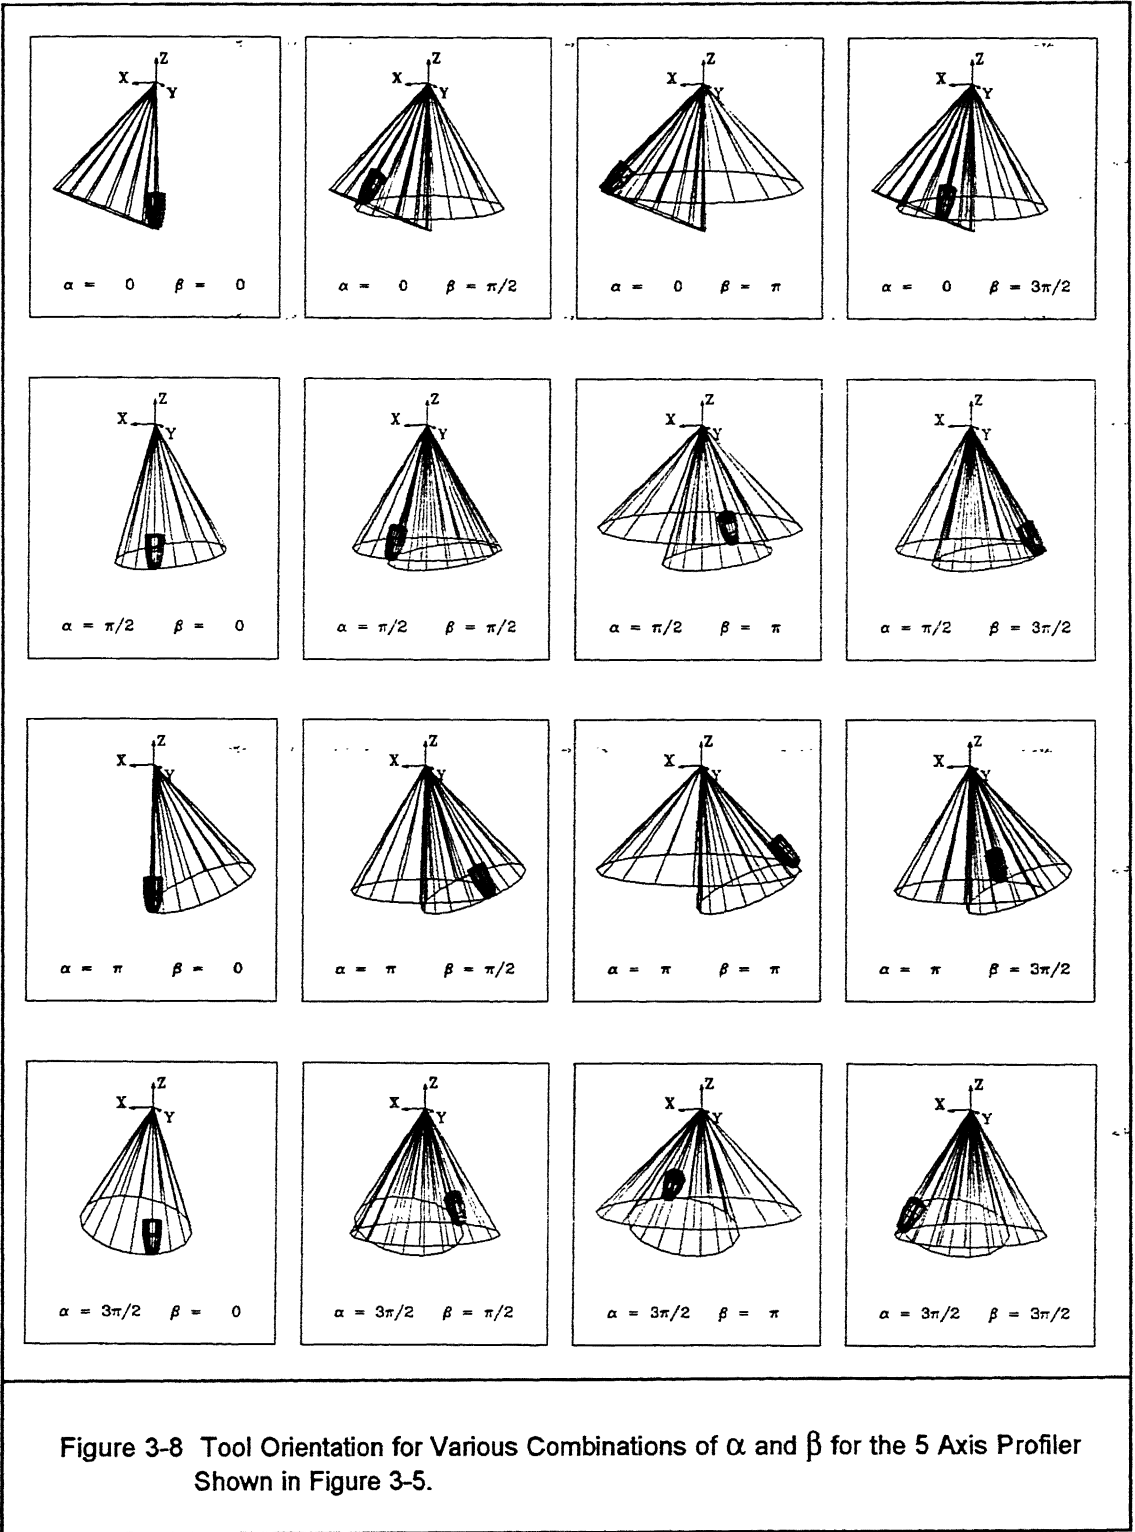 Z
X
Y
α = 0 β = 0
Z
X
Y
α = 0 β = π/2
Z
X
Y
α = 0 β = π
Z
X
Y
α = 0 β = 3π/2
Z
X
Y
α = π/2 β = 0
Z
X
Y
α = π/2 β = π/2
Z
X
Y
α = π/2 β = π
Z
X
Y
α = π/2 β = 3π/2
Z
X
Y
α = π β = 0
Z
X
Y
α = π β = π/2
Z
X
Y
α = π β = π
Z
X
Y
α = π β = 3π/2
Z
X
Y
α = 3π/2 β = 0
Z
X
Y
α = 3π/2 β = π/2
Z
X
Y
α = 3π/2 β = π
Z
X
Y
α = 3π/2 β = 3π/2
Figure 3-8 Tool Orientation for Various Combinations of α and β for the 5 Axis Profiler
Shown in Figure 3-5.